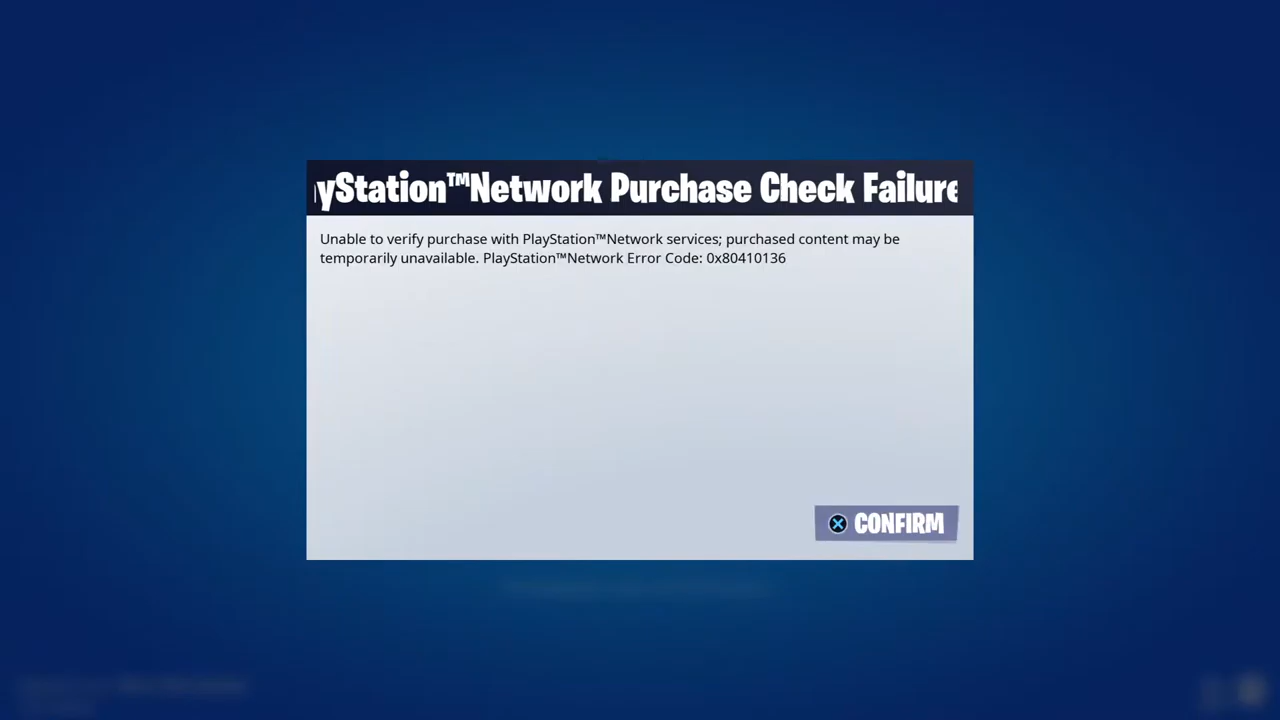 yStation™Network Purchase Check Failure
Unable to verify purchase with PlayStation™Network services; purchased content may be
temporarily unavailable. PlayStation™Network Error Code: 0x80410136
CONFIRM